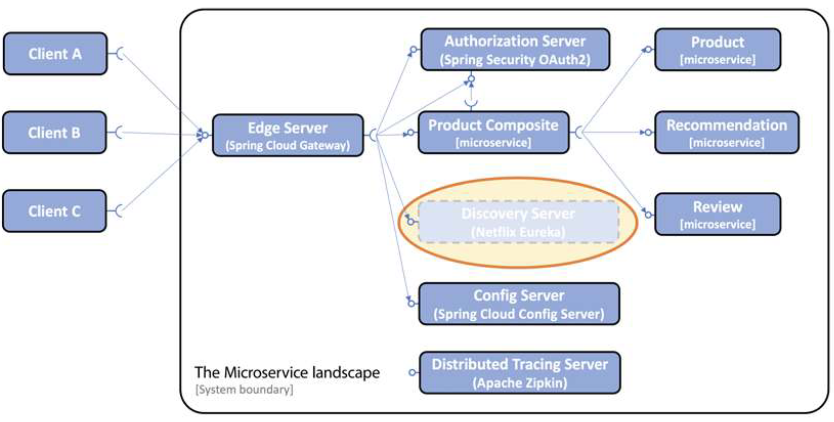 Client A
Client B
Client C
Edge Server
(Spring Cloud Gateway)
Authorization Server
(Spring Security OAuth2)
Product Composite
[microservice]
Discovery Server
(Netflix Eureka)
Config Server
(Spring Cloud Config Server)
Distributed Tracing Server
(Apache Zipkin)
Product
[microservice]
Recommendation
[microservice]
Review
[microservice]
The Microservice landscape
[System boundary]